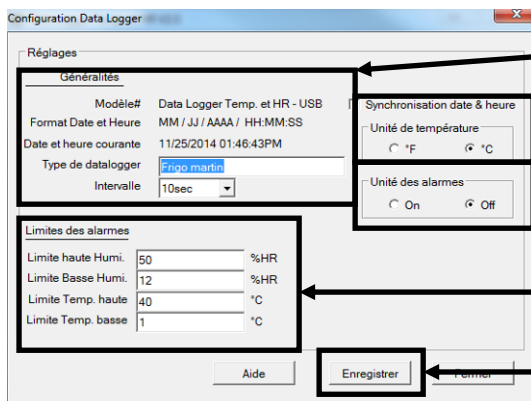 Configuration Data Logger
Réglages
Généralités
Modèle# Data Logger Temp. et HR - USB
Format Date et Heure MM / JJ / AAAA / HH:MM:SS
Date et heure courante 11/25/2014 01:46:43PM
Type de datalogger Frigo martin
Intervalle 10sec
Synchronisation date & heure
Unité de température
°F °C
Unité des alarmes
On Off
Limites des alarmes
Limite haute Humi. 50 %HR
Limite Basse Humi. 12 %HR
Limite Temp. haute 40 °C
Limite Temp. basse 1 °C
Aide Enregistrer Fermer